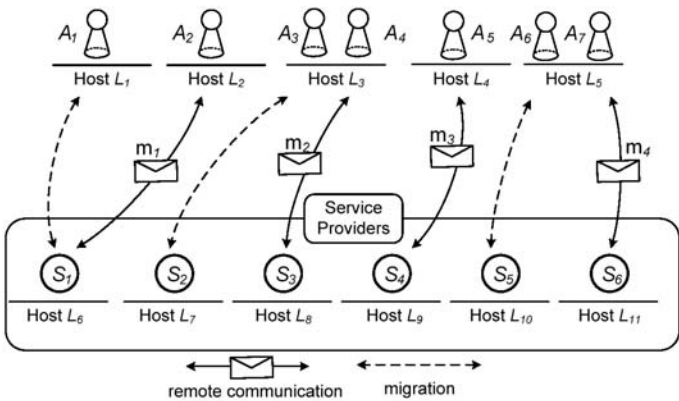 A1 A2 A3 A4 A5 A6 A7
Host L1 Host L2 Host L3 Host L4 Host L5
m1 m2 m3 m4
Service
Providers
S1 S2 S3 S4 S5 S6
Host L6 Host L7 Host L8 Host L9 Host L10 Host L11
remote communication migration